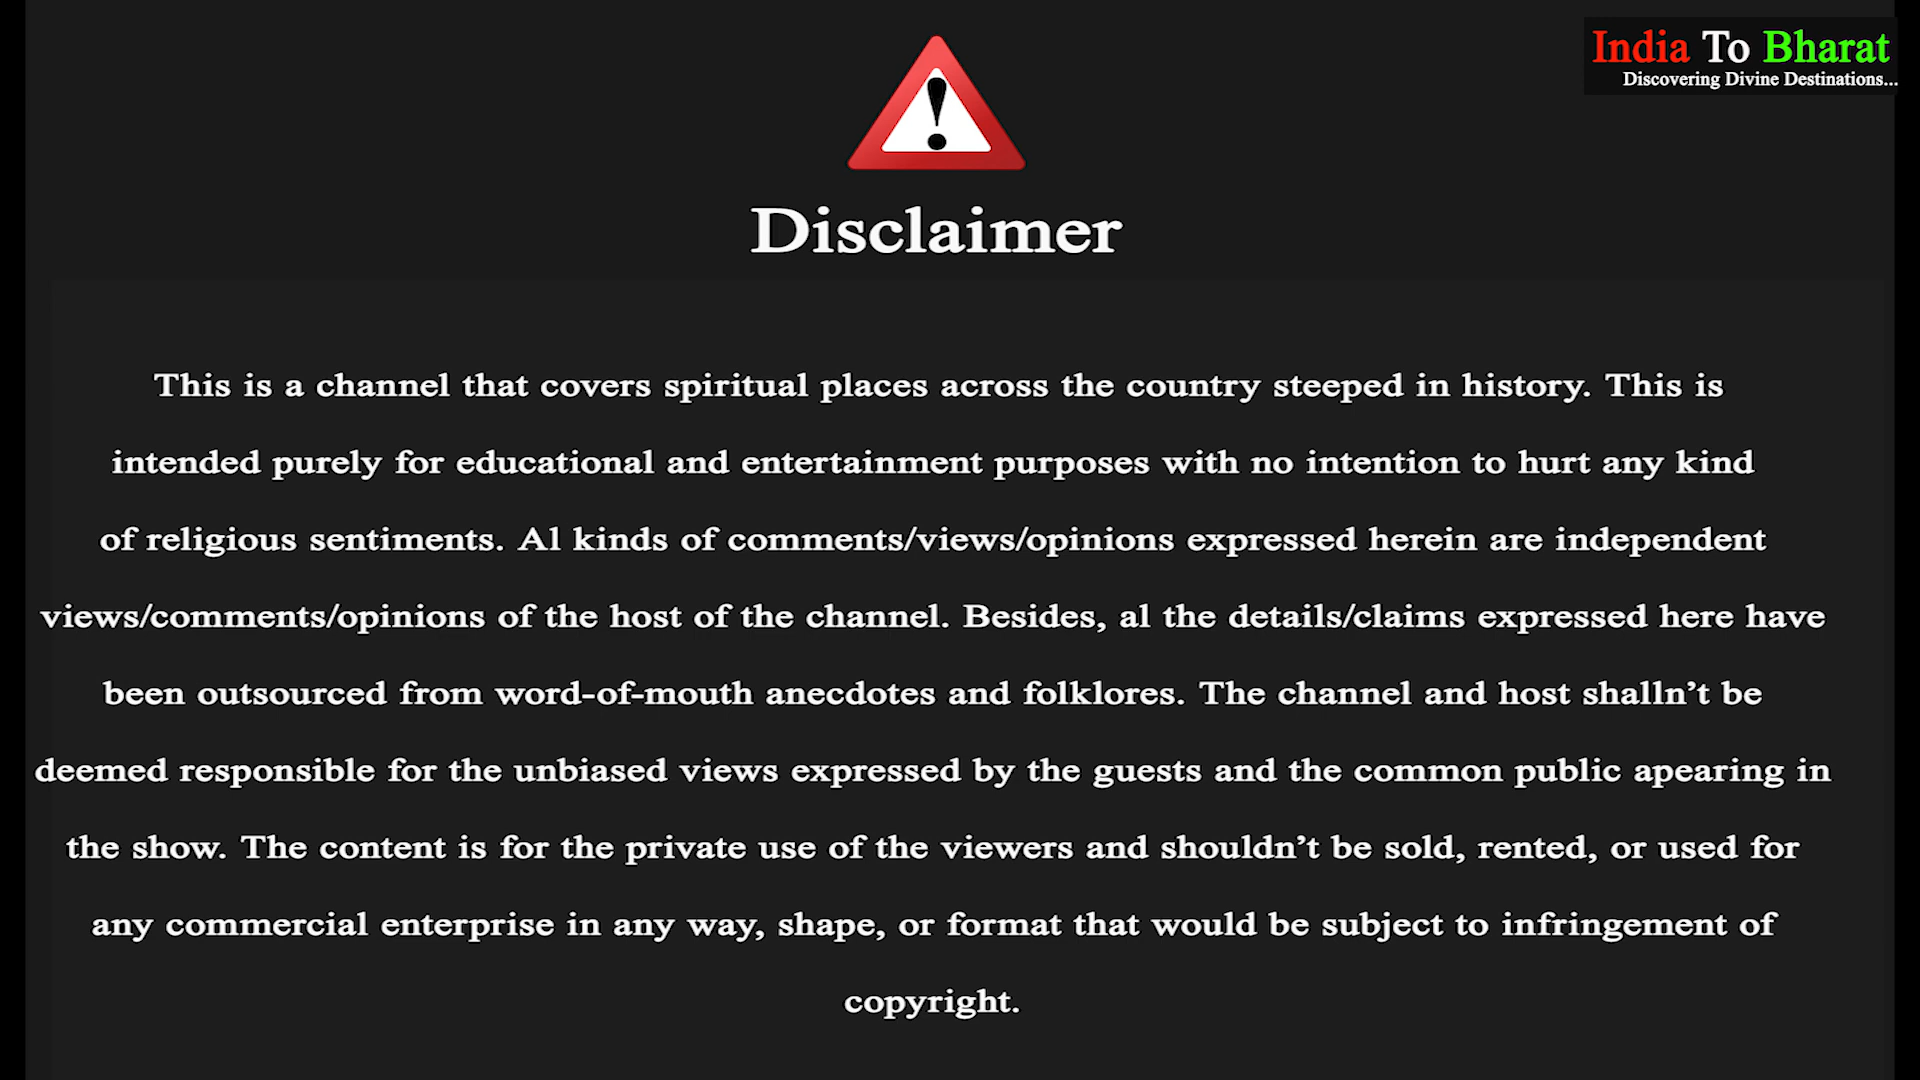 India To Bharat
Discovering Divine Destinations...
Disclaimer
This is a channel that covers spiritual places across the country steeped in history. This is
intended purely for educational and entertainment purposes with no intention to hurt any kind
of religious sentiments. Al kinds of comments/views/opinions expressed herein are independent
views/comments/opinions of the host of the channel. Besides, al the details/claims expressed here have
been outsourced from word-of-mouth anecdotes and folklores. The channel and host shalln’t be
deemed responsible for the unbiased views expressed by the guests and the common public apearing in
the show. The content is for the private use of the viewers and shouldn’t be sold, rented, or used for
any commercial enterprise in any way, shape, or format that would be subject to infringement of
copyright.